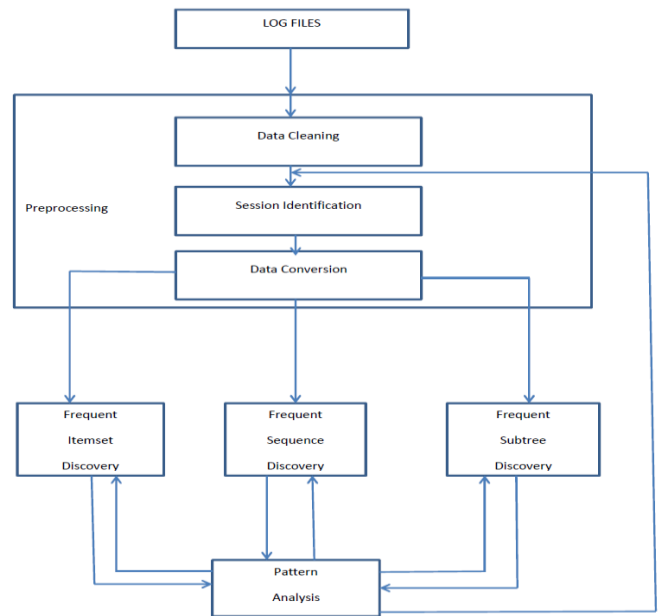 LOG FILES
Data Cleaning
Session Identification
Preprocessing
Data Conversion
Frequent
Itemset
Discovery
Frequent
Sequence
Discovery
Frequent
Subtree
Discovery
Pattern
Analysis